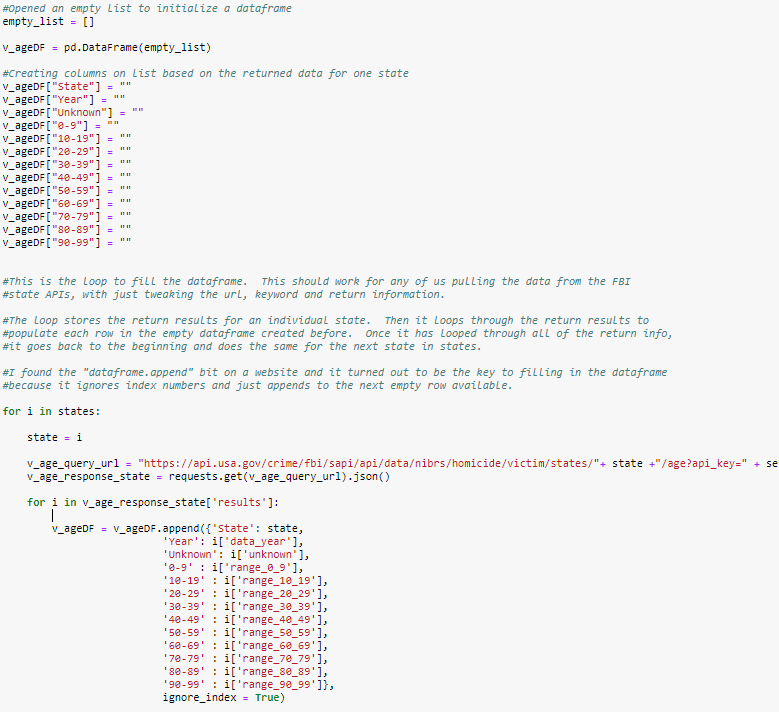 #Opened an empty list to initialize a dataframe
empty_list = []
v_ageDF = pd.DataFrame(empty_list)
#Creating columns on list based on the returned data for one state
v_ageDF["State"] = ""
v_ageDF["Year"] = ""
v_ageDF["Unknown"] = ""
v_ageDF["0-9"] = ""
v_ageDF["10-19"] = ""
v_ageDF["20-29"] = ""
v_ageDF["30-39"] = ""
v_ageDF["40-49"] = ""
v_ageDF["50-59"] = ""
v_ageDF["60-69"] = ""
v_ageDF["70-79"] = ""
v_ageDF["80-89"] = ""
v_ageDF["90-99"] = ""
#This is the loop to fill the dataframe.  This should work for any of us pulling the data from the FBI
#state APIs, with just tweaking the url, keyword and return information.
#The loop stores the return results for an individual state.  Then it loops through the return results to
#populate each row in the empty dataframe created before.  Once it has looped through all of the return info,
#it goes back to the beginning and does the same for the next state in states.
#I found the "dataframe.append" bit on a website and it turned out to be the key to filling in the dataframe
#because it ignores index numbers and just appends to the next empty row available.
for i in states:
state = i
v_age_query_url = "https://api.usa.gov/crime/fbi/sapi/api/data/nibrs/homicide/victim/states/"+ state +"/age?api_key=" + se
v_age_response_state = requests.get(v_age_query_url).json()
for i in v_age_response_state['results']:
v_ageDF = v_ageDF.append({'State': state,
'Year': i['data_year'],
'Unknown': i['unknown'],
'0-9' : i['range_0_9'],
'10-19' : i['range_10_19'],
'20-29' : i['range_20_29'],
'30-39' : i['range_30_39'],
'40-49' : i['range_40_49'],
'50-59' : i['range_50_59'],
'60-69' : i['range_60_69'],
'70-79' : i['range_70_79'],
'80-89' : i['range_80_89'],
'90-99' : i['range_90_99']},
ignore_index = True)